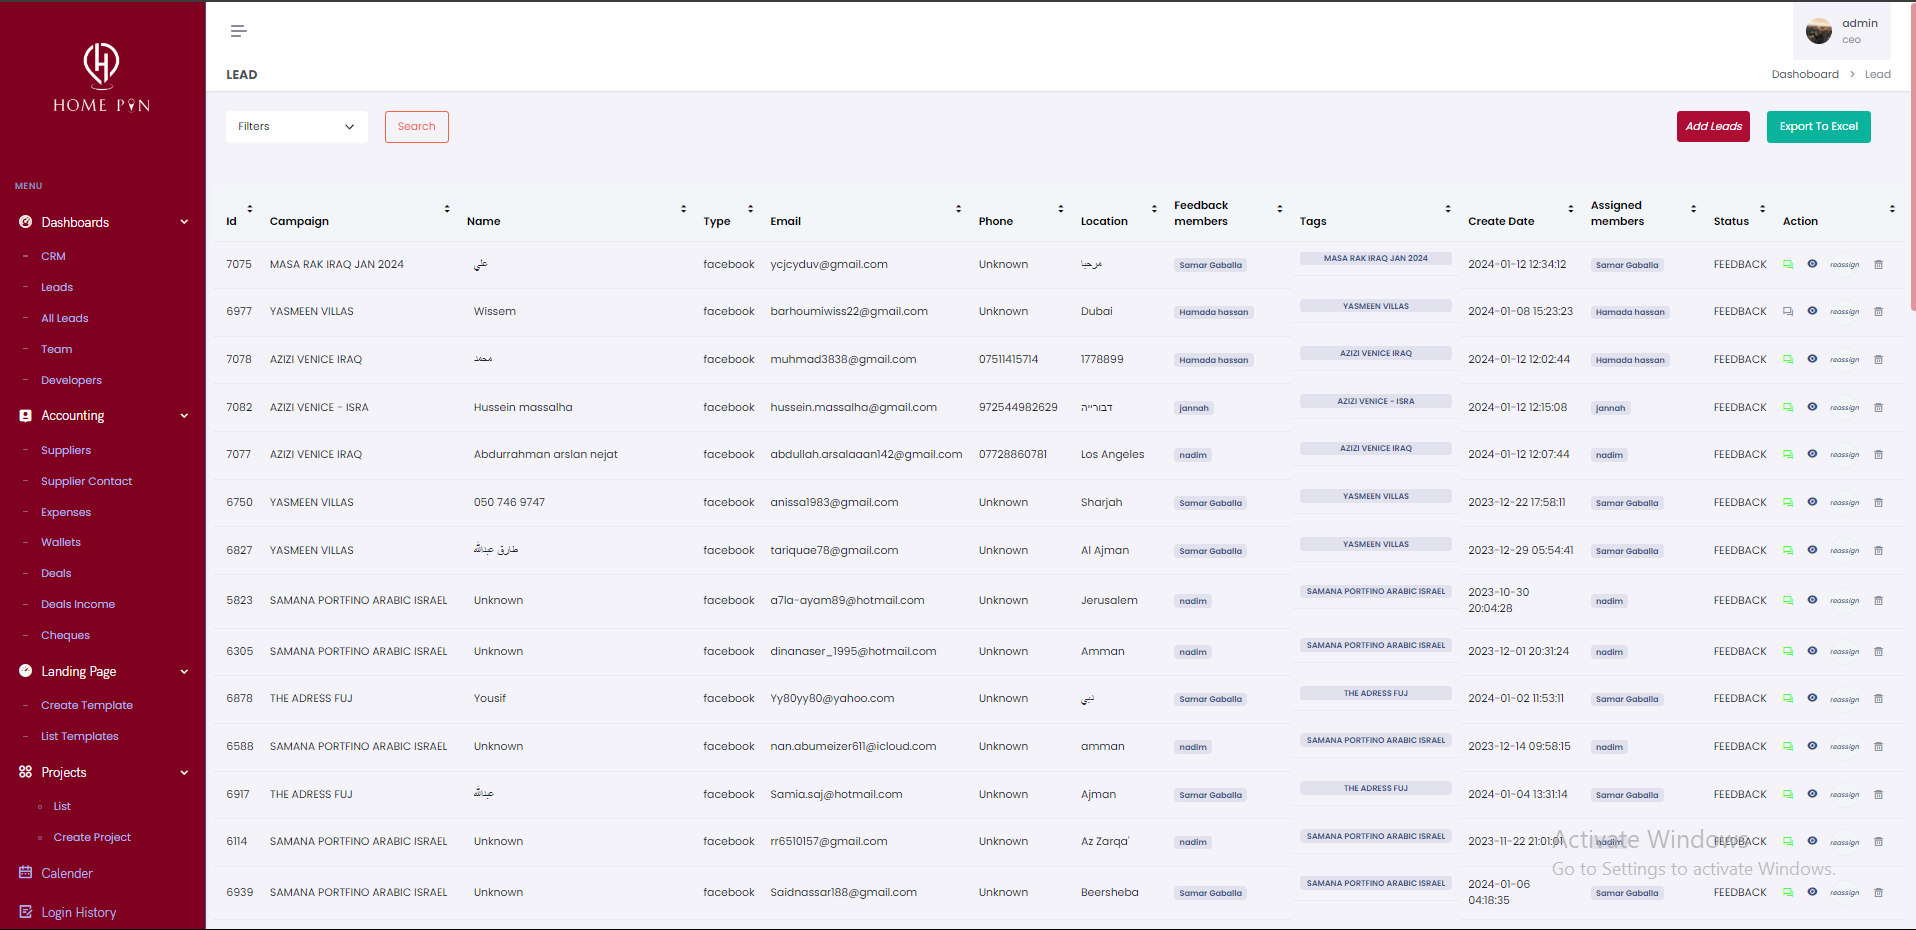 HOME PIN
admin
ceo
LEAD
Dashoboard > Lead
Filters
Search
Add Leads
Export To Excel
MENU
Dashboards
CRM
Leads
All Leads
Team
Developers
Accounting
Suppliers
Supplier Contact
Expenses
Wallets
Deals
Deals Income
Cheques
Landing Page
Create Template
List Templates
Projects
List
Create Project
Calender
Login History
Id Campaign Name Type Email Phone Location Feedback members Tags Create Date Assigned members Status Action
7075 MASA RAK IRAQ JAN 2024 علي facebook ycjcyduv@gmail.com Unknown مرحبا Samar Gaballa MASA RAK IRAQ JAN 2024 2024-01-12 12:34:12 Samar Gaballa FEEDBACK reassign
6977 YASMEEN VILLAS Wissem facebook barhoumiwiss22@gmail.com Unknown Dubai Hamada hassan YASMEEN VILLAS 2024-01-08 15:23:23 Hamada hassan FEEDBACK reassign
7078 AZIZI VENICE IRAQ محمد facebook muhmad3838@gmail.com 07511415714 1778899 Hamada hassan AZIZI VENICE IRAQ 2024-01-12 12:02:44 Hamada hassan FEEDBACK reassign
7082 AZIZI VENICE - ISRA Hussein massalha facebook hussein.massalha@gmail.com 972544982629 דבורייה jannah AZIZI VENICE - ISRA 2024-01-12 12:15:08 jannah FEEDBACK reassign
7077 AZIZI VENICE IRAQ Abdurrahman arslan nejat facebook abdullah.arsalaaan142@gmail.com 07728860781 Los Angeles nadim AZIZI VENICE IRAQ 2024-01-12 12:07:44 nadim FEEDBACK reassign
6750 YASMEEN VILLAS 050 746 9747 facebook anissa1983@gmail.com Unknown Sharjah Samar Gaballa YASMEEN VILLAS 2023-12-22 17:58:11 Samar Gaballa FEEDBACK reassign
6827 YASMEEN VILLAS طارق عبدالله facebook tariquae78@gmail.com Unknown Al Ajman Samar Gaballa YASMEEN VILLAS 2023-12-29 05:54:41 Samar Gaballa FEEDBACK reassign
5823 SAMANA PORTFINO ARABIC ISRAEL Unknown facebook a7la-ayam89@hotmail.com Unknown Jerusalem nadim SAMANA PORTFINO ARABIC ISRAEL 2023-10-30 20:04:28 nadim FEEDBACK reassign
6305 SAMANA PORTFINO ARABIC ISRAEL Unknown facebook dinanaser_1995@hotmail.com Unknown Amman nadim SAMANA PORTFINO ARABIC ISRAEL 2023-12-01 20:31:24 nadim FEEDBACK reassign
6878 THE ADRESS FUJ Yousif facebook Yy80yy80@yahoo.com Unknown دبي Samar Gaballa THE ADRESS FUJ 2024-01-02 11:53:11 Samar Gaballa FEEDBACK reassign
6588 SAMANA PORTFINO ARABIC ISRAEL Unknown facebook nan.abumeizer611@icloud.com Unknown amman nadim SAMANA PORTFINO ARABIC ISRAEL 2023-12-14 09:58:15 nadim FEEDBACK reassign
6917 THE ADRESS FUJ عبدالله facebook Samia.saj@hotmail.com Unknown Ajman Samar Gaballa THE ADRESS FUJ 2024-01-04 13:31:14 Samar Gaballa FEEDBACK reassign
6114 SAMANA PORTFINO ARABIC ISRAEL Unknown facebook rr6510157@gmail.com Unknown Az Zarqa' nadim SAMANA PORTFINO ARABIC ISRAEL 2023-11-22 21:01:01 nadim FEEDBACK reassign
6939 SAMANA PORTFINO ARABIC ISRAEL Unknown facebook Saidnassar188@gmail.com Unknown Beersheba Samar Gaballa SAMANA PORTFINO ARABIC ISRAEL 2024-01-06 04:18:35 Samar Gaballa FEEDBACK reassign
Activate Windows
Go to Settings to activate Windows.